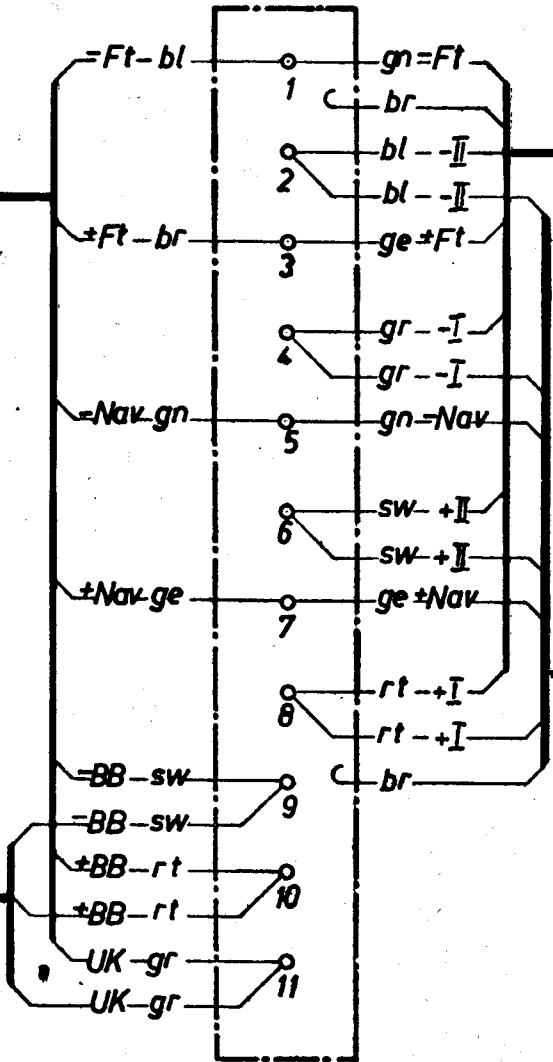 =Ft-bl gn=Ft
1
br
bl --II
2
bl --II
±Ft-br ge±Ft
3
gr --I
4
gr --I
=Nav-gn gn=Nav
5
sw-+II
6
sw-+II
±Nav-ge ge±Nav
7
rt-+I
8
rt-+I
=BB-sw br
9
=BB-sw
±BB-rt
10
±BB-rt
UK-gr
11
UK-gr